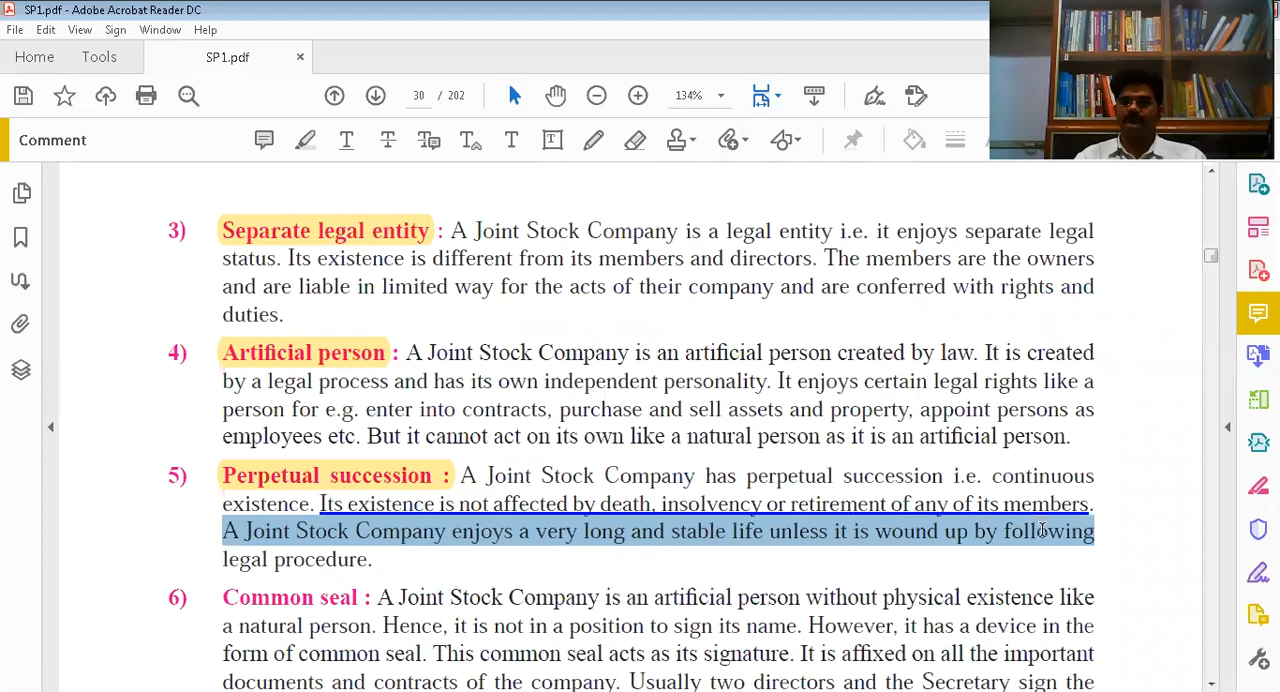 SP1.pdf - Adobe Acrobat Reader DC
File Edit View Sign Window Help
Home Tools SP1.pdf ×
30 / 202 134%
Comment
3) Separate legal entity : A Joint Stock Company is a legal entity i.e. it enjoys separate legal
status. Its existence is different from its members and directors. The members are the owners
and are liable in limited way for the acts of their company and are conferred with rights and
duties.
4) Artificial person : A Joint Stock Company is an artificial person created by law. It is created
by a legal process and has its own independent personality. It enjoys certain legal rights like a
person for e.g. enter into contracts, purchase and sell assets and property, appoint persons as
employees etc. But it cannot act on its own like a natural person as it is an artificial person.
5) Perpetual succession : A Joint Stock Company has perpetual succession i.e. continuous
existence. Its existence is not affected by death, insolvency or retirement of any of its members.
A Joint Stock Company enjoys a very long and stable life unless it is wound up by following
legal procedure.
6) Common seal : A Joint Stock Company is an artificial person without physical existence like
a natural person. Hence, it is not in a position to sign its name. However, it has a device in the
form of common seal. This common seal acts as its signature. It is affixed on all the important
documents and contracts of the company. Usually two directors and the Secretary sign the